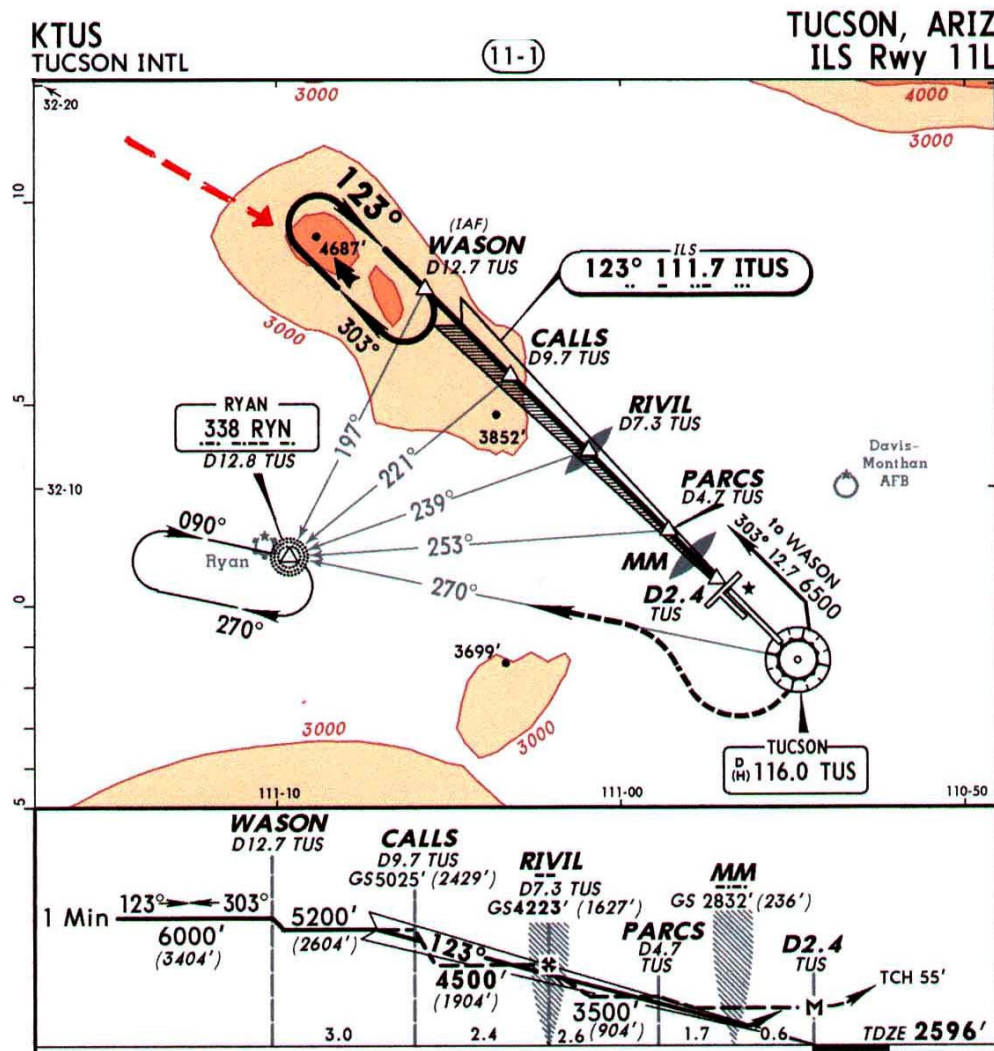 KTUS
TUCSON INTL
11-1
TUCSON, ARIZ
ILS Rwy 11L
32-20
3000
4000
3000
10
123°
4687'
303°
3000
(IAF)
WASON
D12.7 TUS
ILS
123° 111.7 ITUS
CALLS
D9.7 TUS
RIVIL
D7.3 TUS
5
RYAN
338 RYN
D12.8 TUS
3852'
197°
221°
239°
253°
270°
PARCS
D4.7 TUS
Davis-
Monthan
AFB
32-10
090°
Ryan
270°
MM
D2.4
TUS
to WASON
303° 12.7 6500
0
3699'
3000
3000
TUCSON
D
(H) 116.0 TUS
5
111-10
111-00
110-50
WASON
D12.7 TUS
CALLS
D9.7 TUS
GS5025' (2429')
RIVIL
D7.3 TUS
GS4223' (1627')
MM
GS 2832' (236')
PARCS
D4.7
TUS
D2.4
TUS
1 Min
123° 303°
6000'
(3404')
5200'
(2604')
123°
4500'
(1904')
3500'
(904')
M
TCH 55'
3.0
2.4
2.6
1.7
0.6
TDZE 2596'